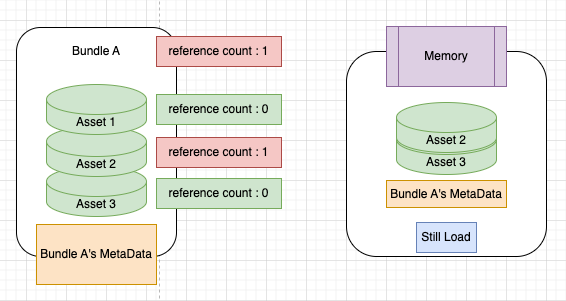 Bundle A
reference count : 1
Asset 1
reference count : 0
Asset 2
reference count : 1
Asset 3
reference count : 0
Bundle A's MetaData
Memory
Asset 2
Asset 3
Bundle A's MetaData
Still Load